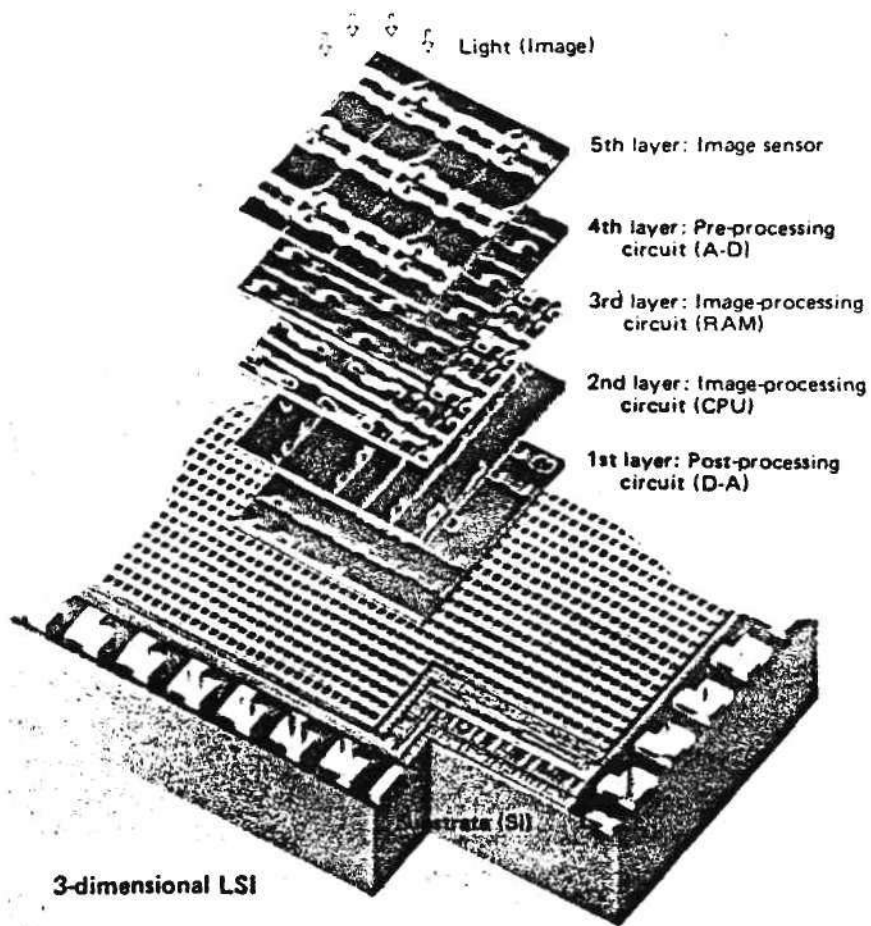 Light (Image)
5th layer: Image sensor
4th layer: Pre-processing
circuit (A-D)
3rd layer: Image-processing
circuit (RAM)
2nd layer: Image-processing
circuit (CPU)
1st layer: Post-processing
circuit (D-A)
Substrate (Si)
3-dimensional LSI